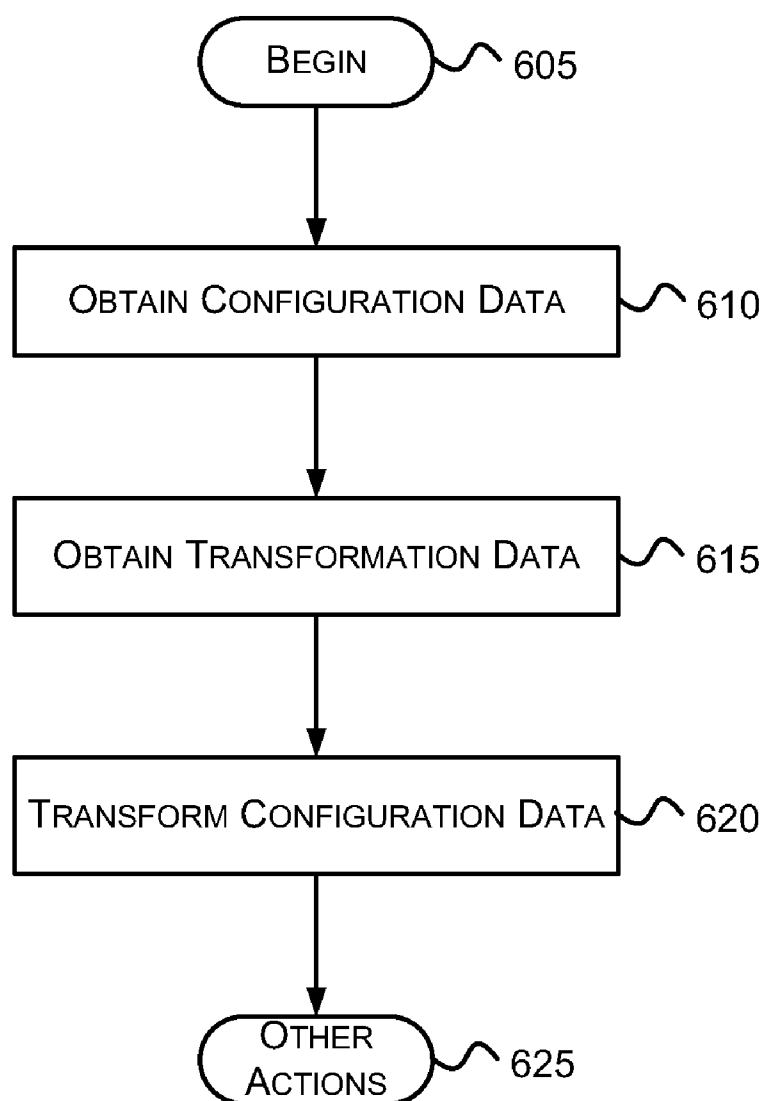 BEGIN
605
OBTAIN CONFIGURATION DATA
610
OBTAIN TRANSFORMATION DATA
615
TRANSFORM CONFIGURATION DATA
620
OTHER
ACTIONS
625